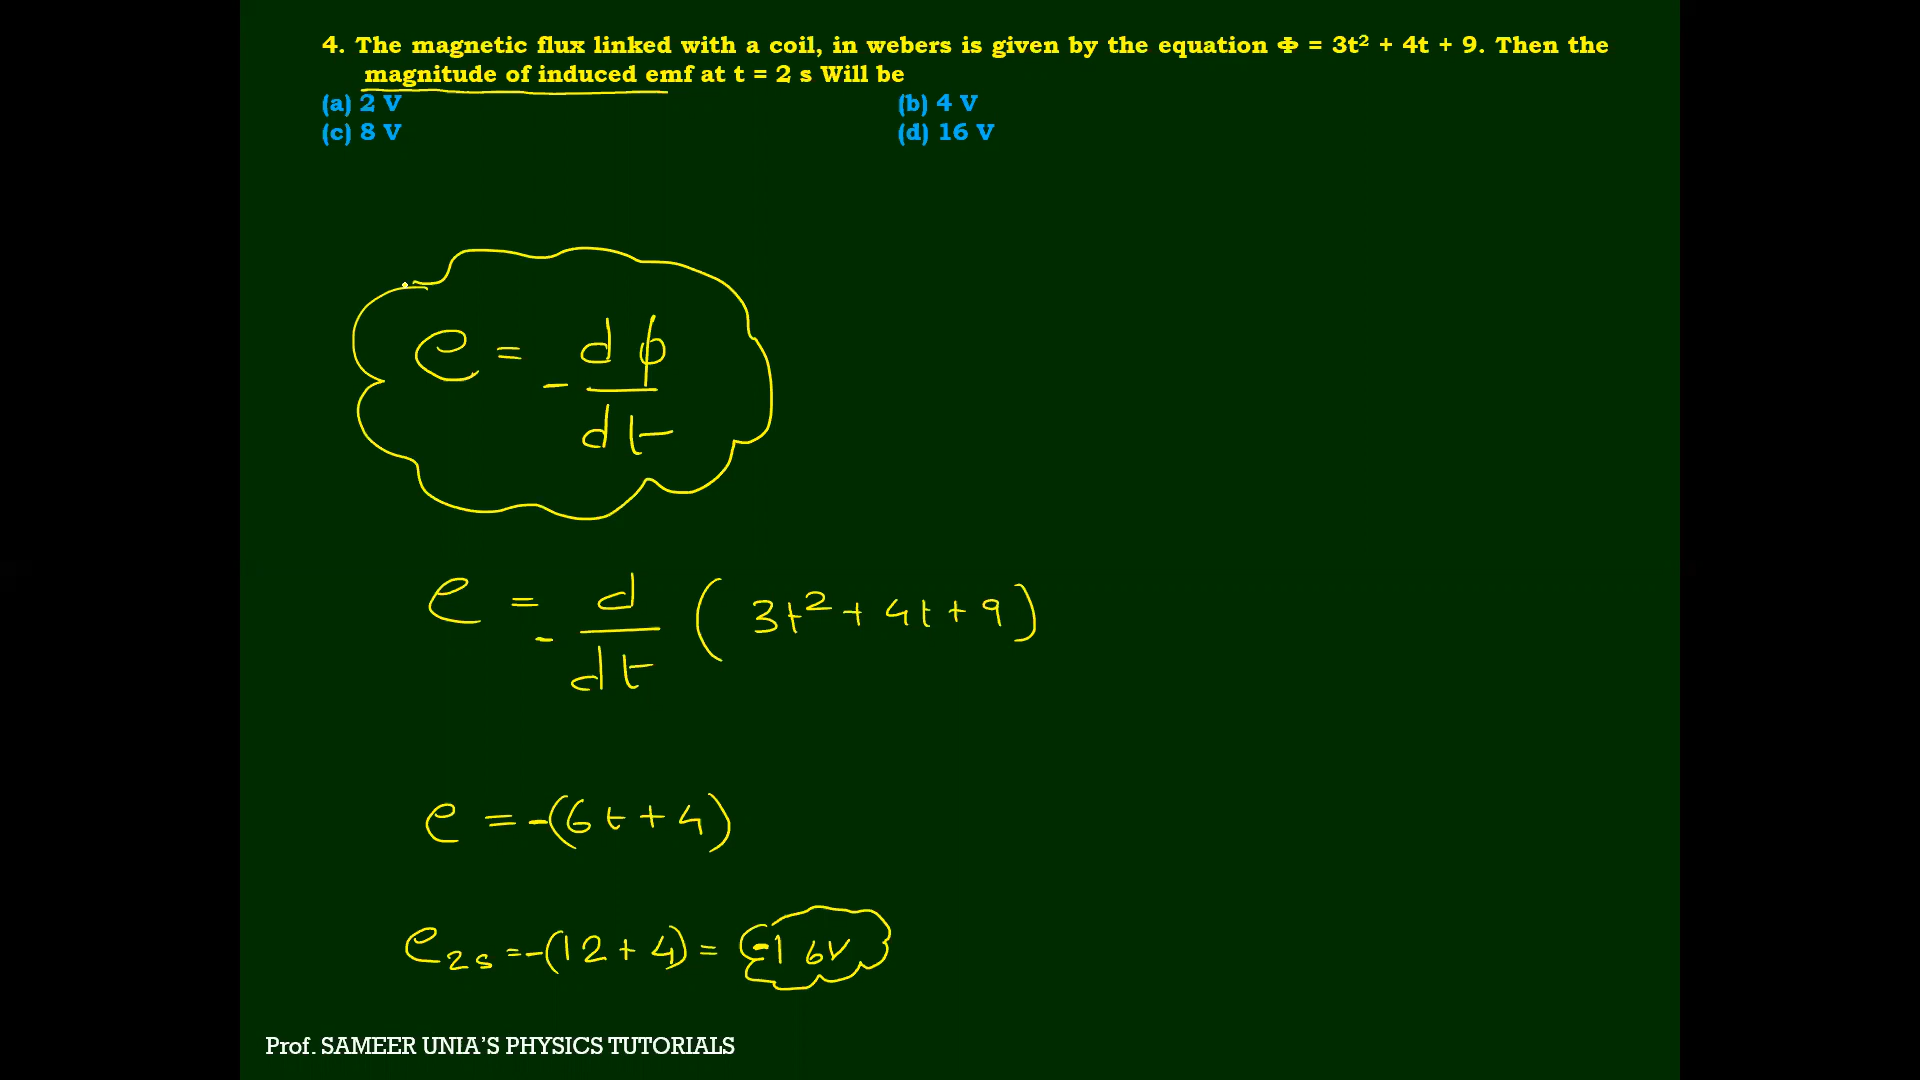 4. The magnetic flux linked with a coil, in webers is given by the equation Φ = 3t² + 4t + 9. Then the
magnitude of induced emf at t = 2 s Will be
(a) 2 V (b) 4 V
(c) 8 V (d) 16 V
e = - dϕ/dt
e = - d/dt (3t² + 4t + 9)
e = -(6t + 4)
e2s = -(12 + 4) = -16V
Prof. SAMEER UNIA'S PHYSICS TUTORIALS